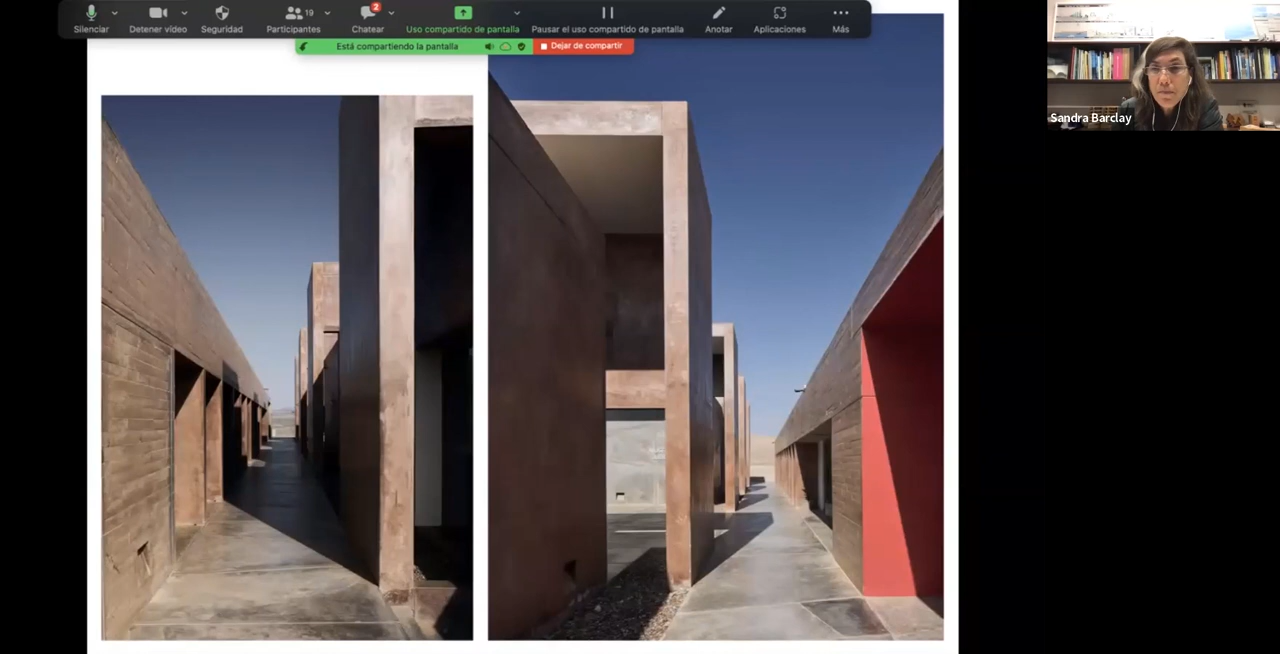 Silenciar Detener vídeo Seguridad Participantes 19 Chatear 2 Uso compartido de pantalla Pausar el uso compartido de pantalla Anotar Aplicaciones Más
Está compartiendo la pantalla Dejar de compartir
Sandra Barclay